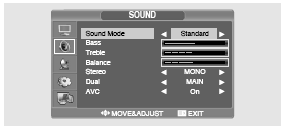 SOUND
Sound Mode ◀ Standard ▶
Bass
Treble
Balance
Stereo ◀ MONO ▶
Dual ◀ MAIN ▶
AVC ◀ On ▶
MOVE&ADJUST EXIT